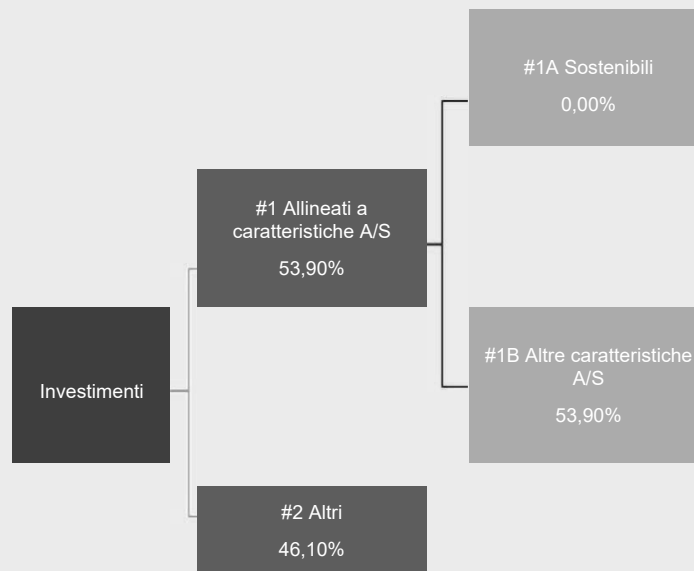 #1A Sostenibili
0,00%
#1 Allineati a
caratteristiche A/S
53,90%
#1B Altre caratteristiche
A/S
53,90%
Investimenti
#2 Altri
46,10%